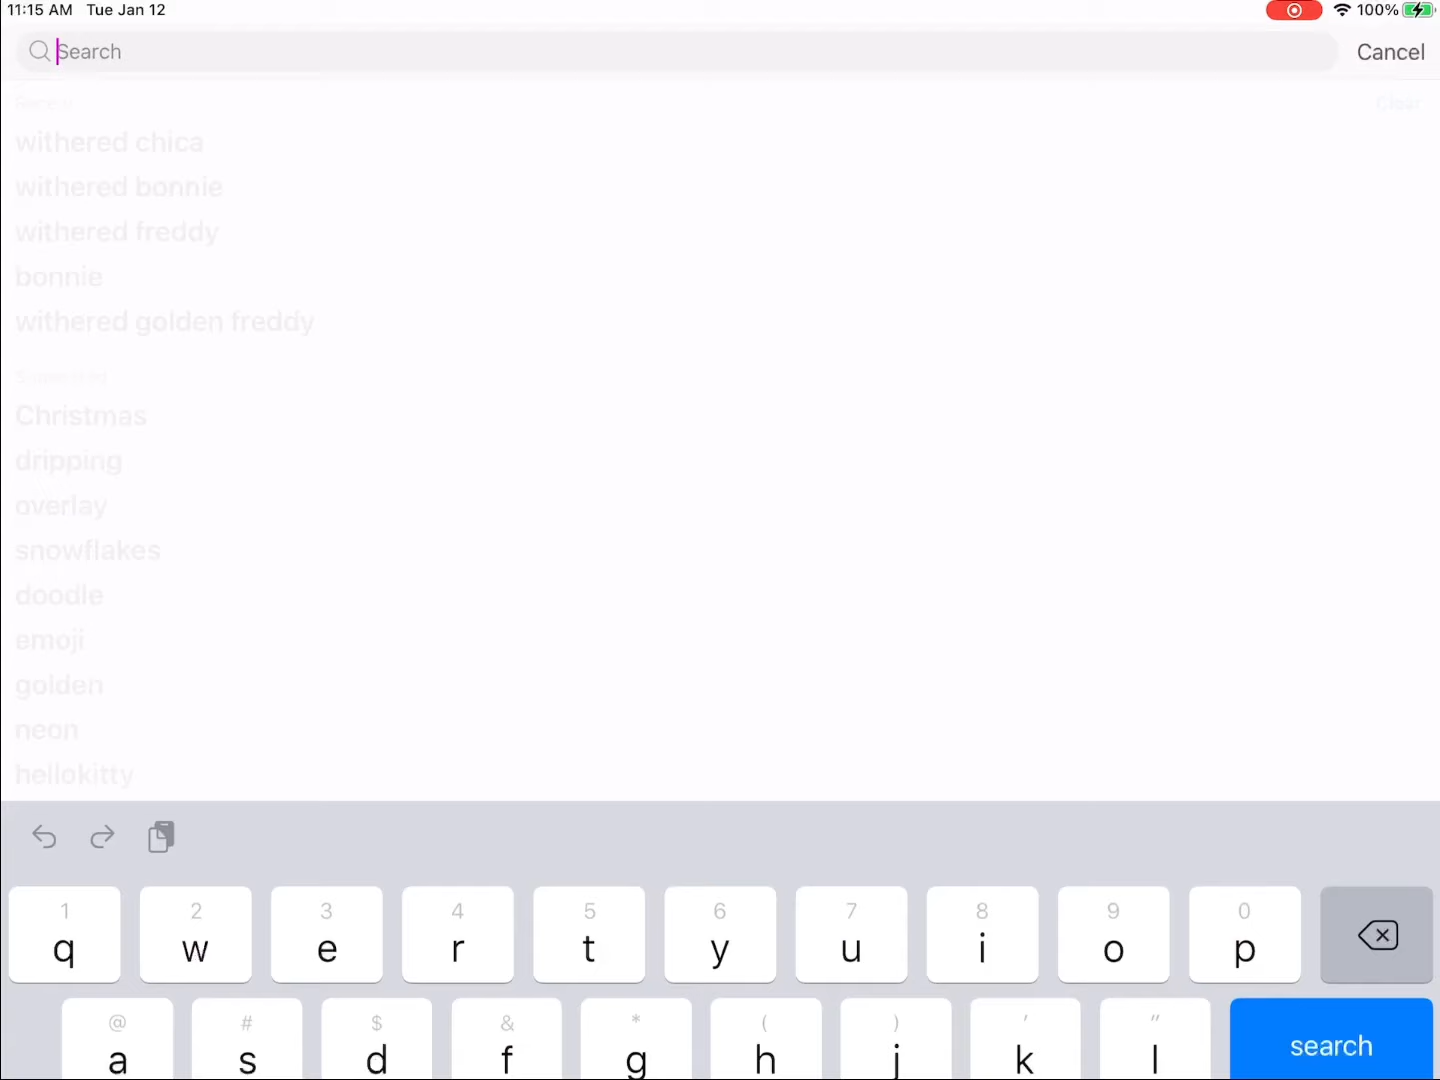 11:15 AM Tue Jan 12 100%
Search Cancel
Recent Clear
withered chica
withered bonnie
withered freddy
bonnie
withered golden freddy
Christmas
dripping
overlay
snowflakes
doodle
emoji
golden
neon
hellokitty
1 2 3 4 5 6 7 8 9 0
q w e r t y u i o p
@ # $ & * ( ) ' "
a s d f g h j k l search